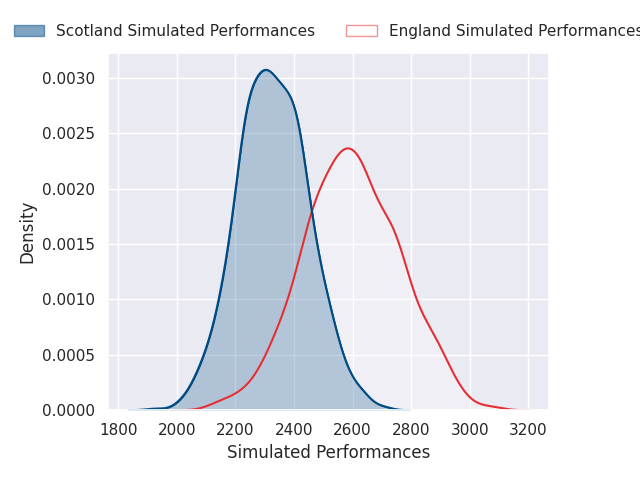 Scotland Simulated Performances
England Simulated Performances
0.0030
0.0025
0.0020
0.0015
0.0010
0.0005
0.0000
Density
1800 2000 2200 2400 2600 2800 3000 3200
Simulated Performances